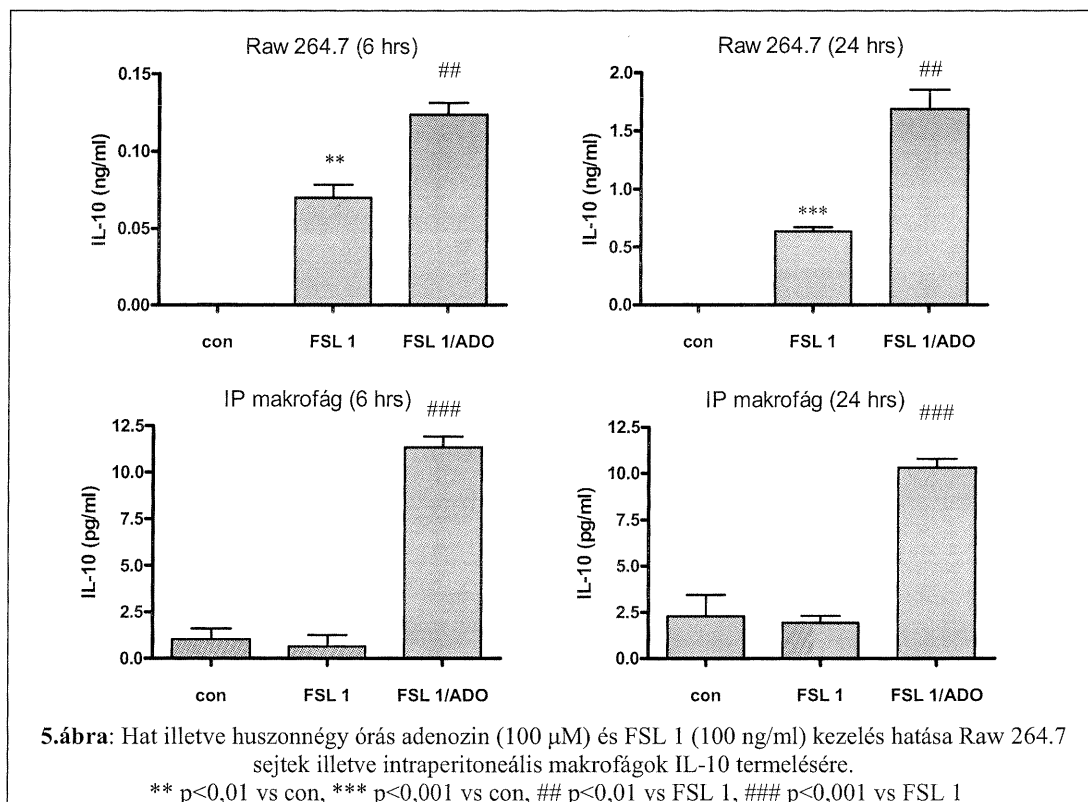 Raw 264.7 (6 hrs)
IL-10 (ng/ml)
0.15
0.10
0.05
0.00
**
##
con FSL 1 FSL 1/ADO
Raw 264.7 (24 hrs)
IL-10 (ng/ml)
2.0
1.5
1.0
0.5
0.0
***
##
con FSL 1 FSL 1/ADO
IP makrofág (6 hrs)
IL-10 (pg/ml)
12.5
10.0
7.5
5.0
2.5
0.0
###
con FSL 1 FSL 1/ADO
IP makrofág (24 hrs)
IL-10 (pg/ml)
12.5
10.0
7.5
5.0
2.5
0.0
###
con FSL 1 FSL 1/ADO
5.ábra: Hat illetve huszonnégy órás adenozin (100 μM) és FSL 1 (100 ng/ml) kezelés hatása Raw 264.7
sejtek illetve intraperitoneális makrofágok IL-10 termelésére.
** p<0,01 vs con, *** p<0,001 vs con, ## p<0,01 vs FSL 1, ### p<0,001 vs FSL 1